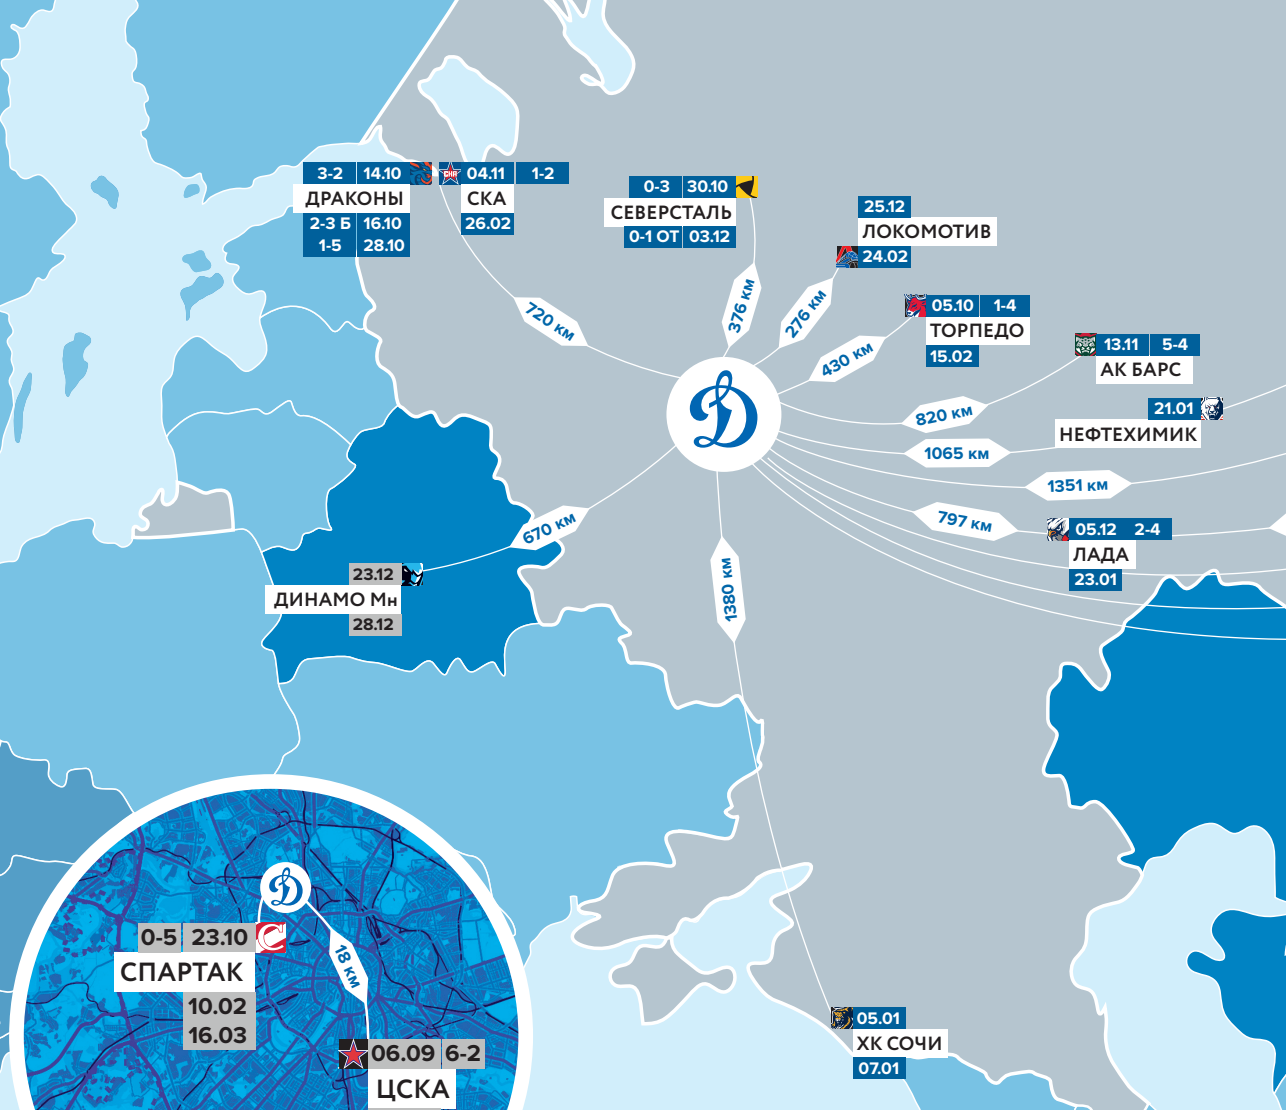 3-2 14.10
ДРАКОНЫ
2-3 Б 16.10
1-5 28.10
СКА 04.11 1-2
СКА
26.02
0-3 30.10
СЕВЕРСТАЛЬ
0-1 ОТ 03.12
25.12
ЛОКОМОТИВ
24.02
05.10 1-4
ТОРПЕДО
15.02
13.11 5-4
АК БАРС
21.01
НЕФТЕХИМИК
720 км
376 км
276 км
430 км
820 км
1065 км
1351 км
797 км
05.12 2-4
ЛАДА
23.01
670 км
23.12
ДИНАМО Мн
28.12
1380 км
Д
Д
0-5 23.10
СПАРТАК
10.02
16.03
18 км
06.09 6-2
ЦСКА
05.01
ХК СОЧИ
07.01